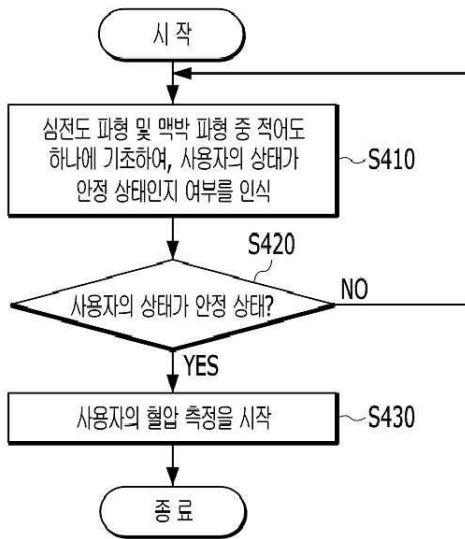 시 작
심전도 파형 및 맥박 파형 중 적어도
하나에 기초하여, 사용자의 상태가
안정 상태인지 여부를 인식
S410
S420
사용자의 상태가 안정 상태?
NO
YES
사용자의 혈압 측정을 시작
S430
종 료